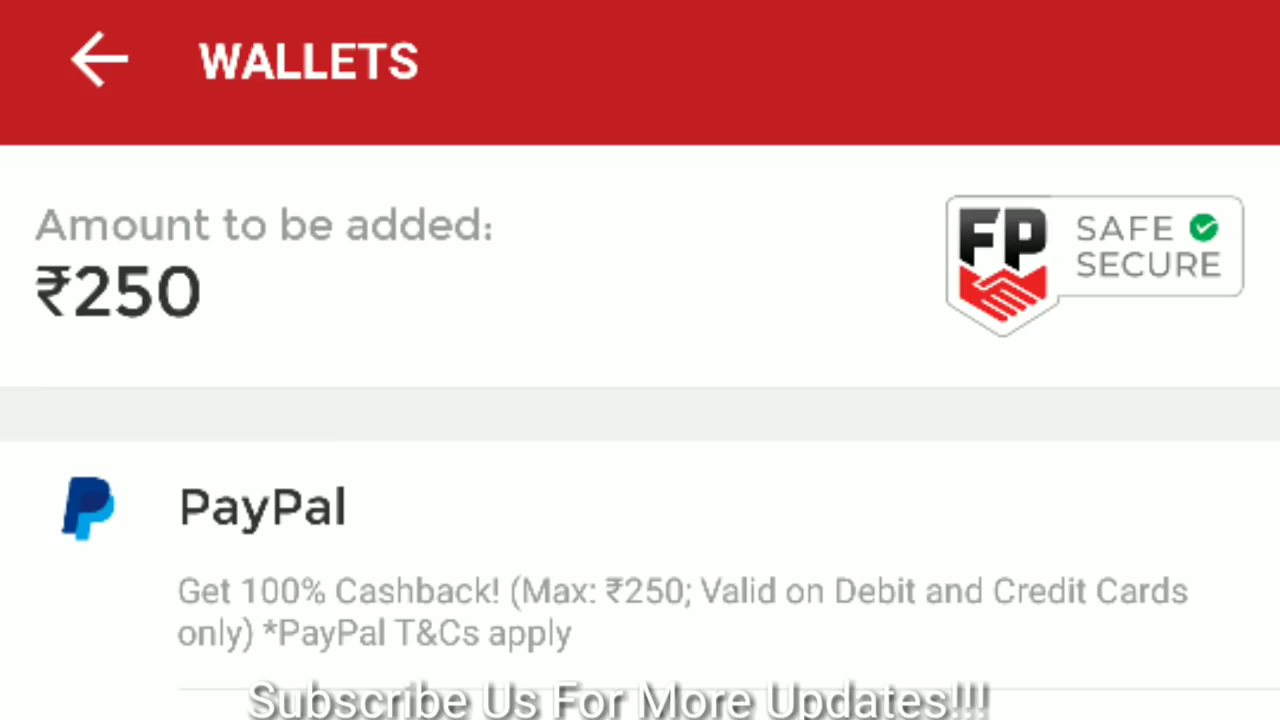 WALLETS
Amount to be added:
₹250
FP
SAFE
SECURE
PayPal
Get 100% Cashback! (Max: ₹250; Valid on Debit and Credit Cards
only) *PayPal T&Cs apply
Subscribe Us For More Updates!!!